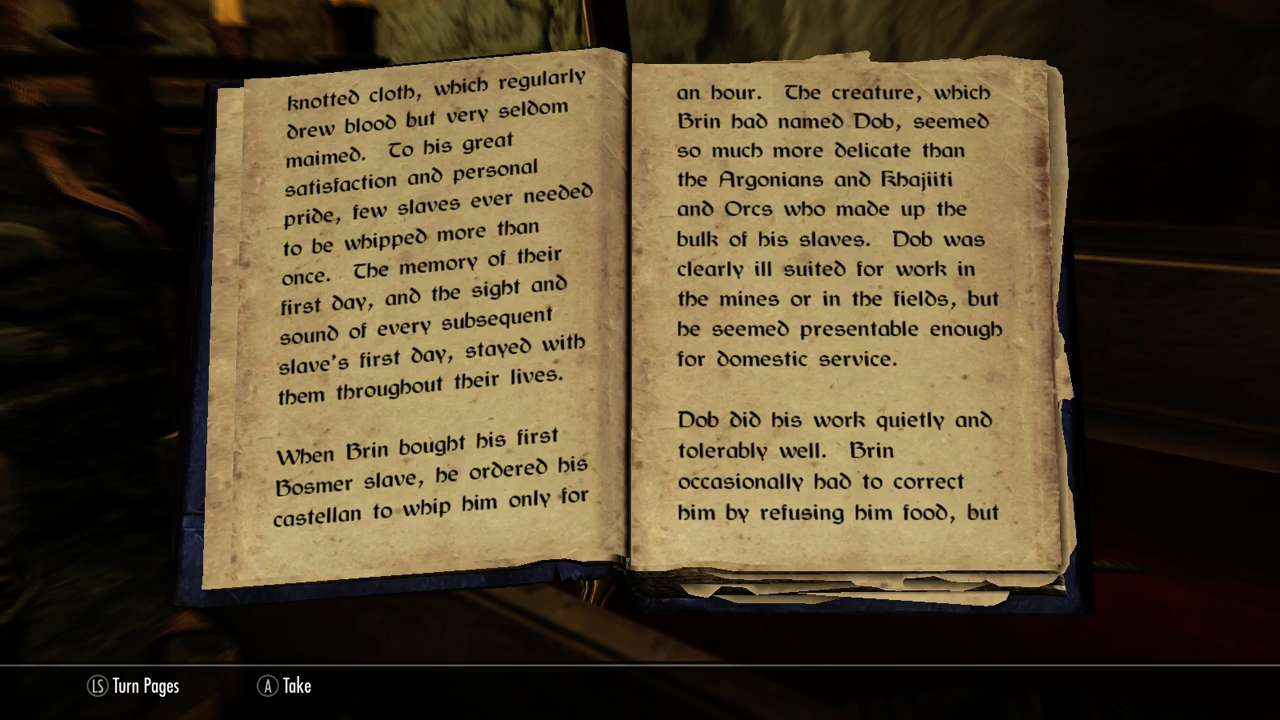 knotted cloth, which regularly
drew blood but very seldom
maimed. To his great
satisfaction and personal
pride, few slaves ever needed
to be whipped more than
once. The memory of their
first day, and the sight and
sound of every subsequent
slave's first day, stayed with
them throughout their lives.
When Brin bought his first
Bosmer slave, he ordered his
castellan to whip him only for
an hour. The creature, which
Brin had named Dob, seemed
so much more delicate than
the Argonians and Khajiiti
and Orcs who made up the
bulk of his slaves. Dob was
clearly ill suited for work in
the mines or in the fields, but
he seemed presentable enough
for domestic service.
Dob did his work quietly and
tolerably well. Brin
occasionally had to correct
him by refusing him food, but
LS Turn Pages
A Take